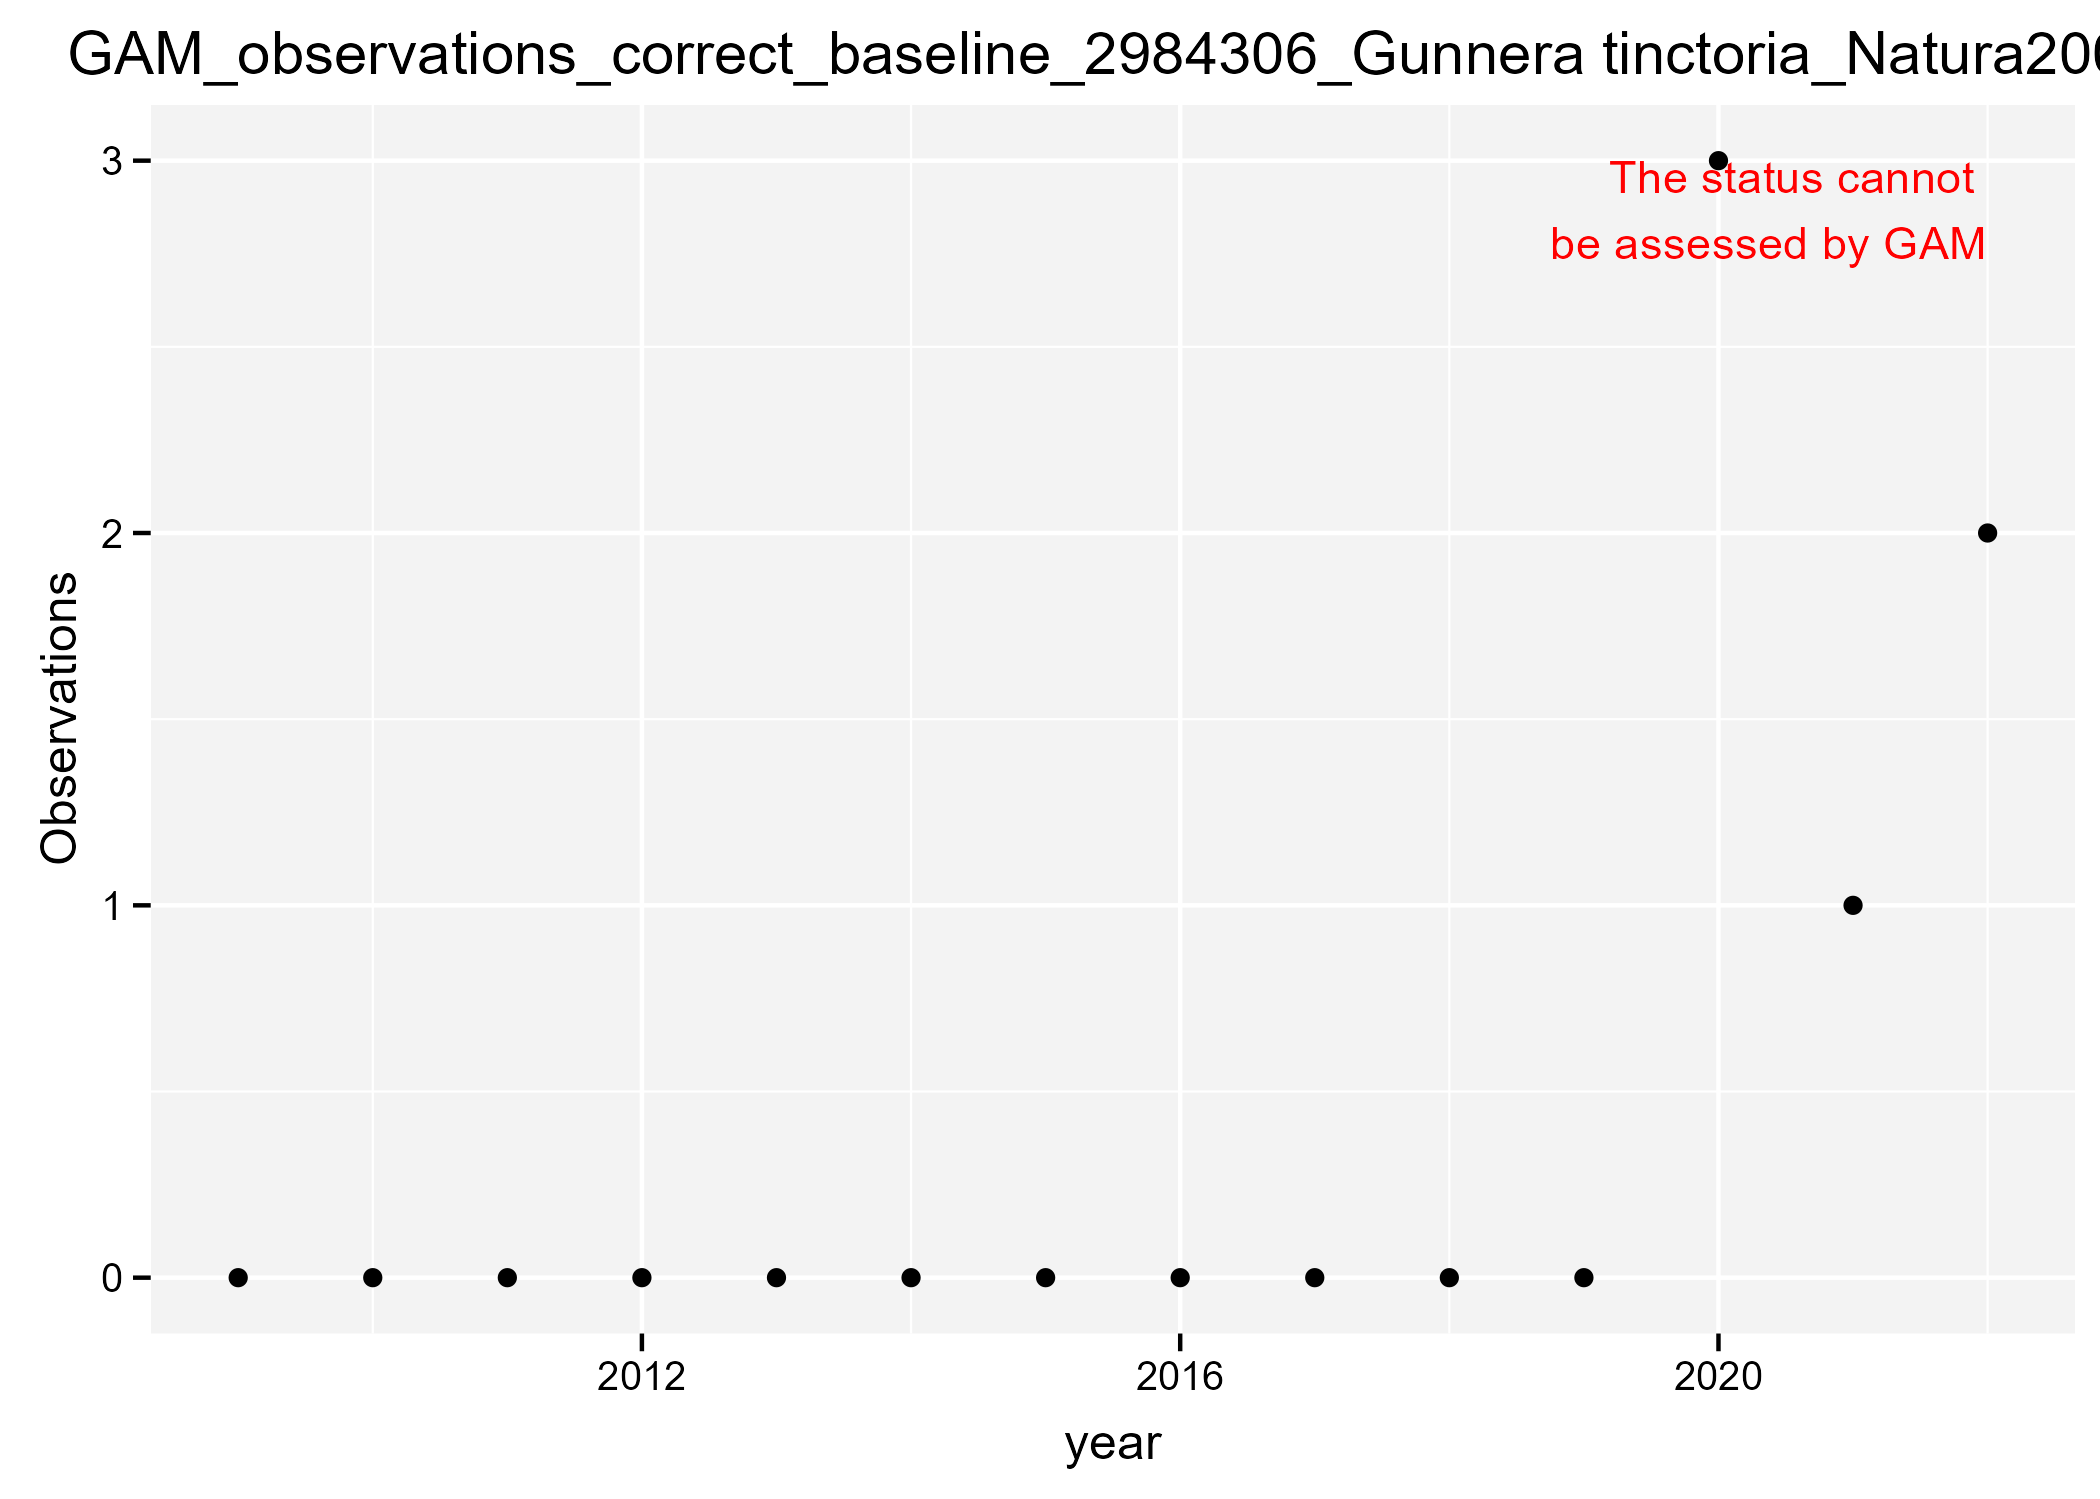 GAM_observations_correct_baseline_2984306_Gunnera tinctoria_Natura200
3
The status cannot
be assessed by GAM
2
Observations
1
0
2012 2016 2020
year